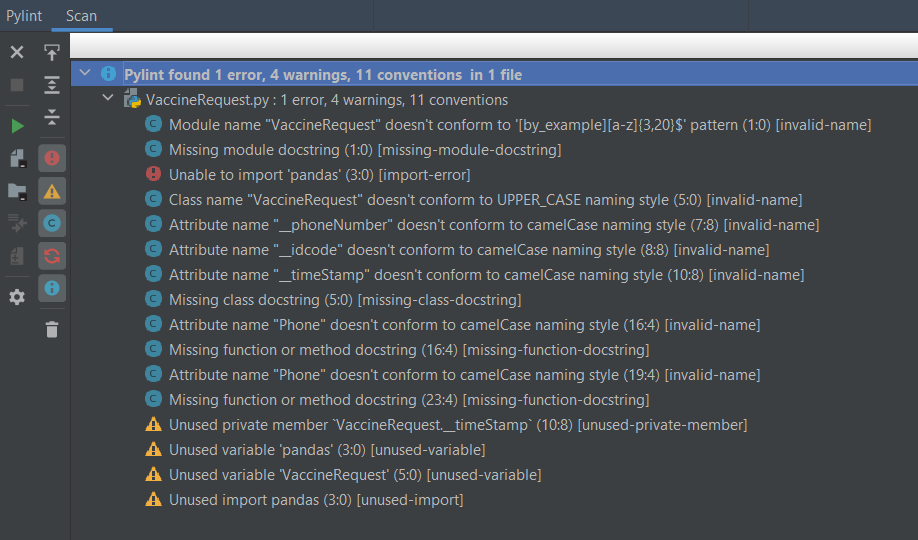 Pylint Scan
Pylint found 1 error, 4 warnings, 11 conventions in 1 file
VaccineRequest.py : 1 error, 4 warnings, 11 conventions
Module name "VaccineRequest" doesn't conform to '[by_example][a-z]{3,20}$' pattern (1:0) [invalid-name]
Missing module docstring (1:0) [missing-module-docstring]
Unable to import 'pandas' (3:0) [import-error]
Class name "VaccineRequest" doesn't conform to UPPER_CASE naming style (5:0) [invalid-name]
Attribute name "__phoneNumber" doesn't conform to camelCase naming style (7:8) [invalid-name]
Attribute name "__idcode" doesn't conform to camelCase naming style (8:8) [invalid-name]
Attribute name "__timeStamp" doesn't conform to camelCase naming style (10:8) [invalid-name]
Missing class docstring (5:0) [missing-class-docstring]
Attribute name "Phone" doesn't conform to camelCase naming style (16:4) [invalid-name]
Missing function or method docstring (16:4) [missing-function-docstring]
Attribute name "Phone" doesn't conform to camelCase naming style (19:4) [invalid-name]
Missing function or method docstring (23:4) [missing-function-docstring]
Unused private member `VaccineRequest.__timeStamp` (10:8) [unused-private-member]
Unused variable 'pandas' (3:0) [unused-variable]
Unused variable 'VaccineRequest' (5:0) [unused-variable]
Unused import pandas (3:0) [unused-import]